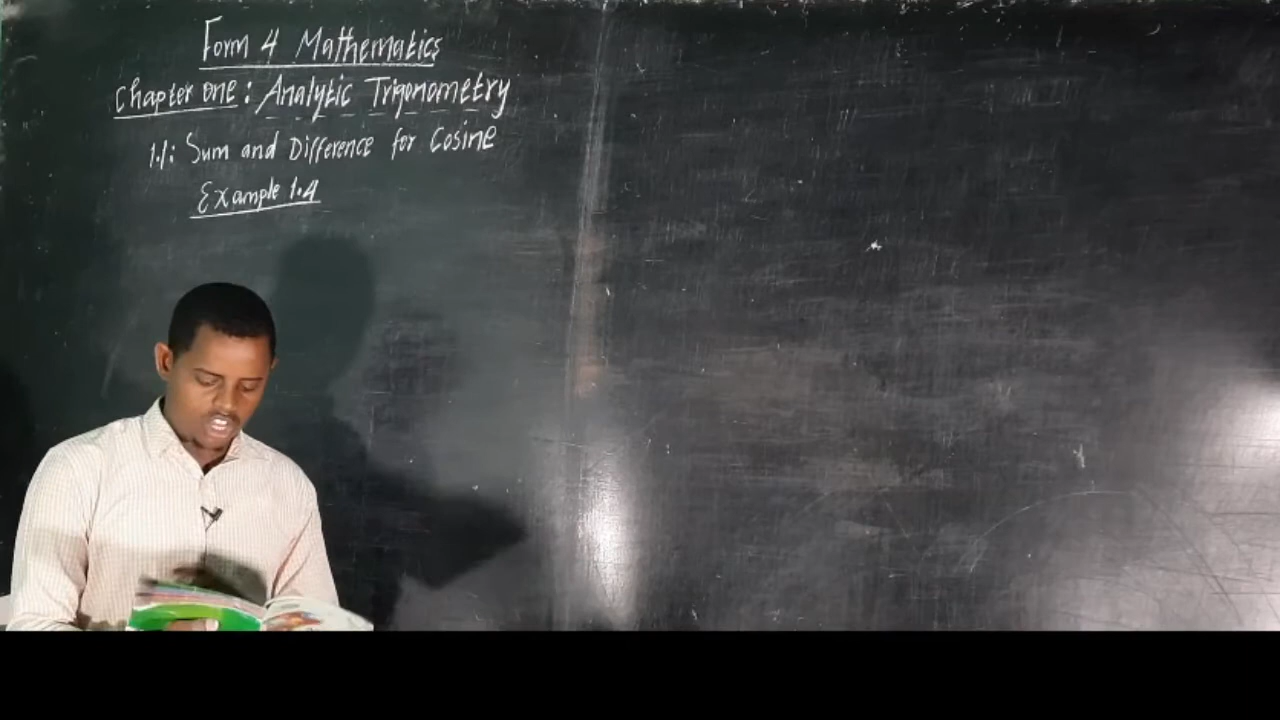 Form 4 Mathematics
Chapter one: Analytic Trigonometry
1.1: Sum and Difference for Cosine
Example 1.4